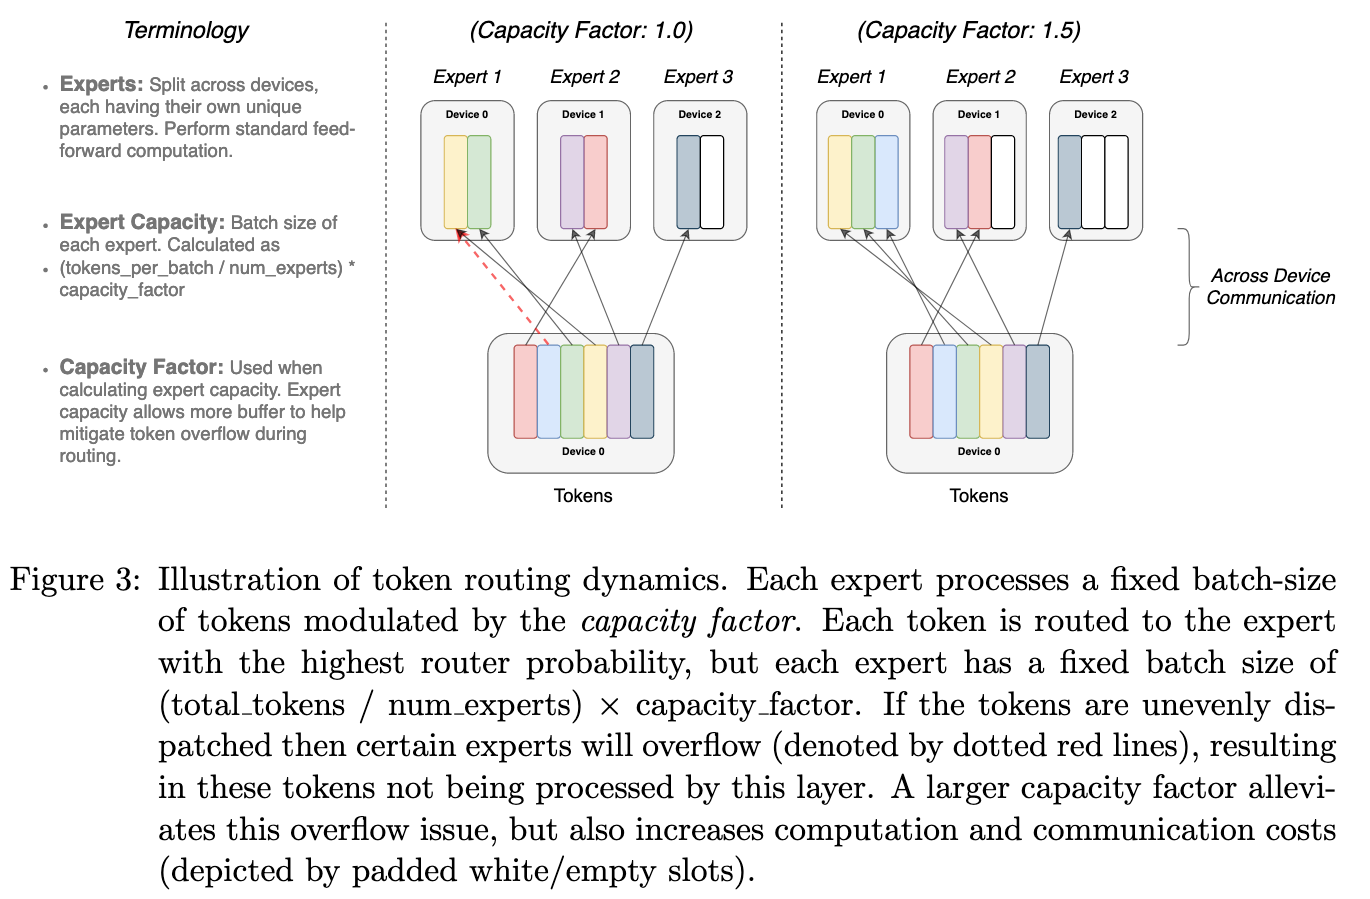 Terminology
• Experts: Split across devices,
each having their own unique
parameters. Perform standard feed-
forward computation.
• Expert Capacity: Batch size of
each expert. Calculated as
• (tokens_per_batch / num_experts) *
capacity_factor
• Capacity Factor: Used when
calculating expert capacity. Expert
capacity allows more buffer to help
mitigate token overflow during
routing.
(Capacity Factor: 1.0)
Expert 1 Expert 2 Expert 3
Device 0 Device 1 Device 2
Device 0
Tokens
(Capacity Factor: 1.5)
Expert 1 Expert 2 Expert 3
Device 0 Device 1 Device 2
Device 0
Tokens
Across Device
Communication
Figure 3: Illustration of token routing dynamics. Each expert processes a fixed batch-size
of tokens modulated by the capacity factor. Each token is routed to the expert
with the highest router probability, but each expert has a fixed batch size of
(total_tokens / num_experts) × capacity_factor. If the tokens are unevenly dis-
patched then certain experts will overflow (denoted by dotted red lines), resulting
in these tokens not being processed by this layer. A larger capacity factor allevi-
ates this overflow issue, but also increases computation and communication costs
(depicted by padded white/empty slots).